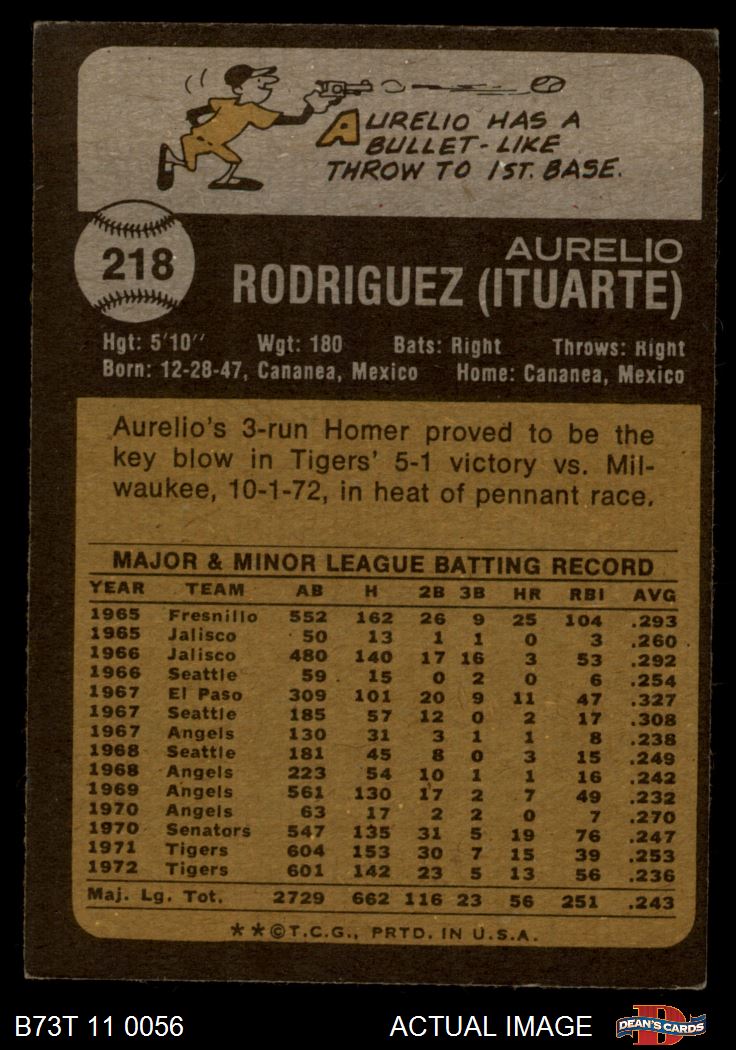 AURELIO HAS A
BULLET-LIKE
THROW TO 1ST. BASE.
218
AURELIO
RODRIGUEZ (ITUARTE)
Hgt: 5'10" Wgt: 180 Bats: Right Throws: Right
Born: 12-28-47, Cananea, Mexico Home: Cananea, Mexico
Aurelio's 3-run Homer proved to be the
key blow in Tigers' 5-1 victory vs. Mil-
waukee, 10-1-72, in heat of pennant race.
MAJOR & MINOR LEAGUE BATTING RECORD
YEAR TEAM AB H 2B 3B HR RBI AVG
1965 Fresnillo 552 162 26 9 25 104 .293
1965 Jalisco 50 13 1 1 0 3 .260
1966 Jalisco 480 140 17 16 3 53 .292
1966 Seattle 59 15 0 2 0 6 .254
1967 El Paso 309 101 20 9 11 47 .327
1967 Seattle 185 57 12 0 2 17 .308
1967 Angels 130 31 3 1 1 8 .238
1968 Seattle 181 45 8 0 3 15 .249
1968 Angels 223 54 10 1 1 16 .242
1969 Angels 561 130 17 2 7 49 .232
1970 Angels 63 17 2 2 0 7 .270
1970 Senators 547 135 31 5 19 76 .247
1971 Tigers 604 153 30 7 15 39 .253
1972 Tigers 601 142 23 5 13 56 .236
Maj. Lg. Tot. 2729 662 116 23 56 251 .243
**©T.C.G., PRTD. IN U.S.A.
B73T 11 0056 ACTUAL IMAGE DEAN'S CARDS